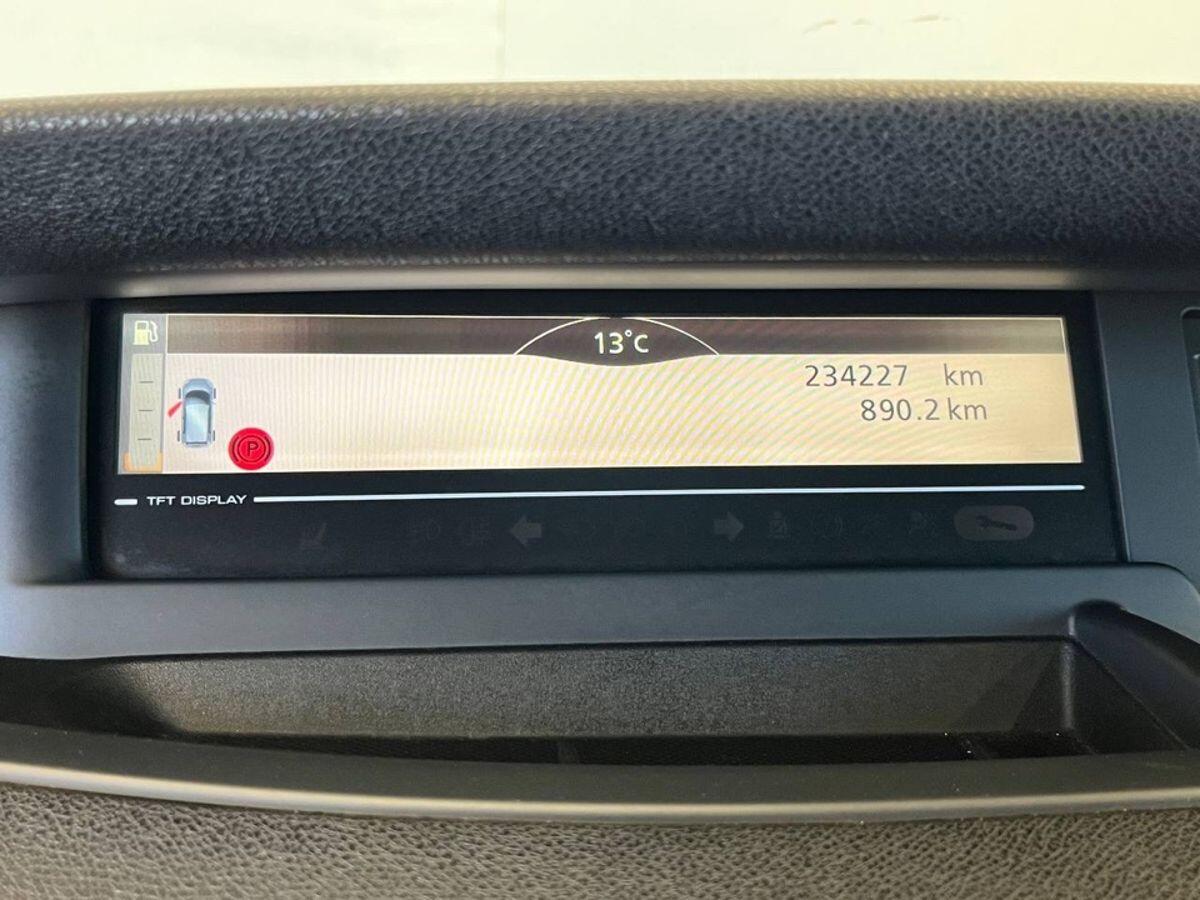 13°C
234227 km
890.2 km
P
TFT DISPLAY